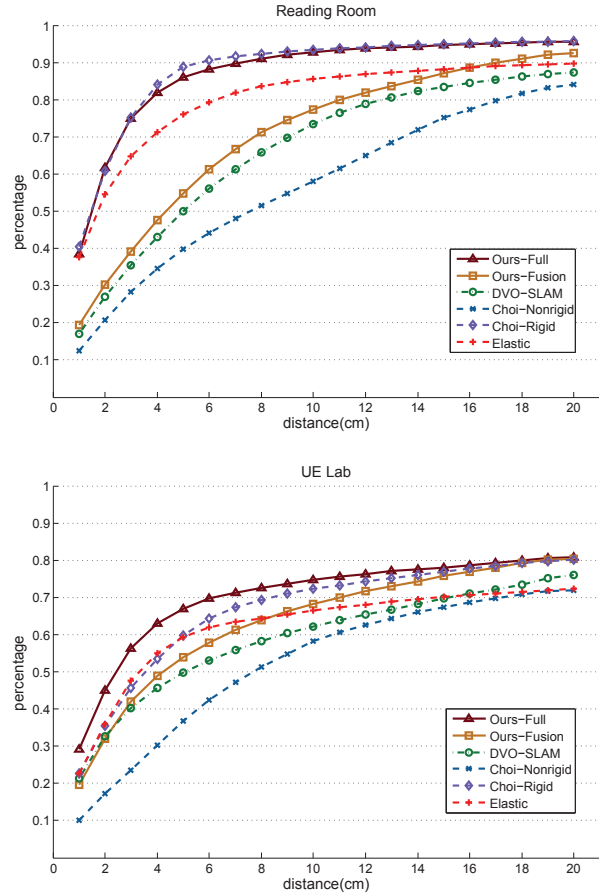 Reading Room
1
0.9
0.8
0.7
0.6
0.5
0.4
0.3
0.2
0.1
percentage
0 2 4 6 8 10 12 14 16 18 20
distance(cm)
Ours−Full
Ours−Fusion
DVO−SLAM
Choi−Nonrigid
Choi−Rigid
Elastic
UE Lab
1
0.9
0.8
0.7
0.6
0.5
0.4
0.3
0.2
0.1
percentage
0 2 4 6 8 10 12 14 16 18 20
distance(cm)
Ours−Full
Ours−Fusion
DVO−SLAM
Choi−Nonrigid
Choi−Rigid
Elastic